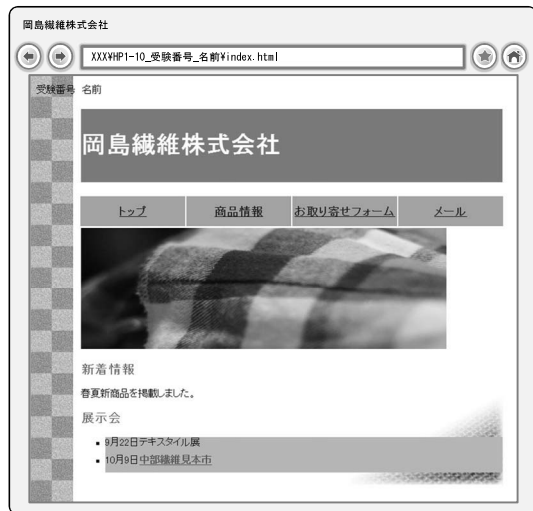 岡島繊維株式会社
XXX¥HP1-10_受験番号_名前¥index.html
受験番号 名前
岡島繊維株式会社
トップ 商品情報 お取り寄せフォーム メール
新着情報
春夏新商品を掲載しました。
展示会
9月22日テキスタイル展
10月9日中部繊維見本市